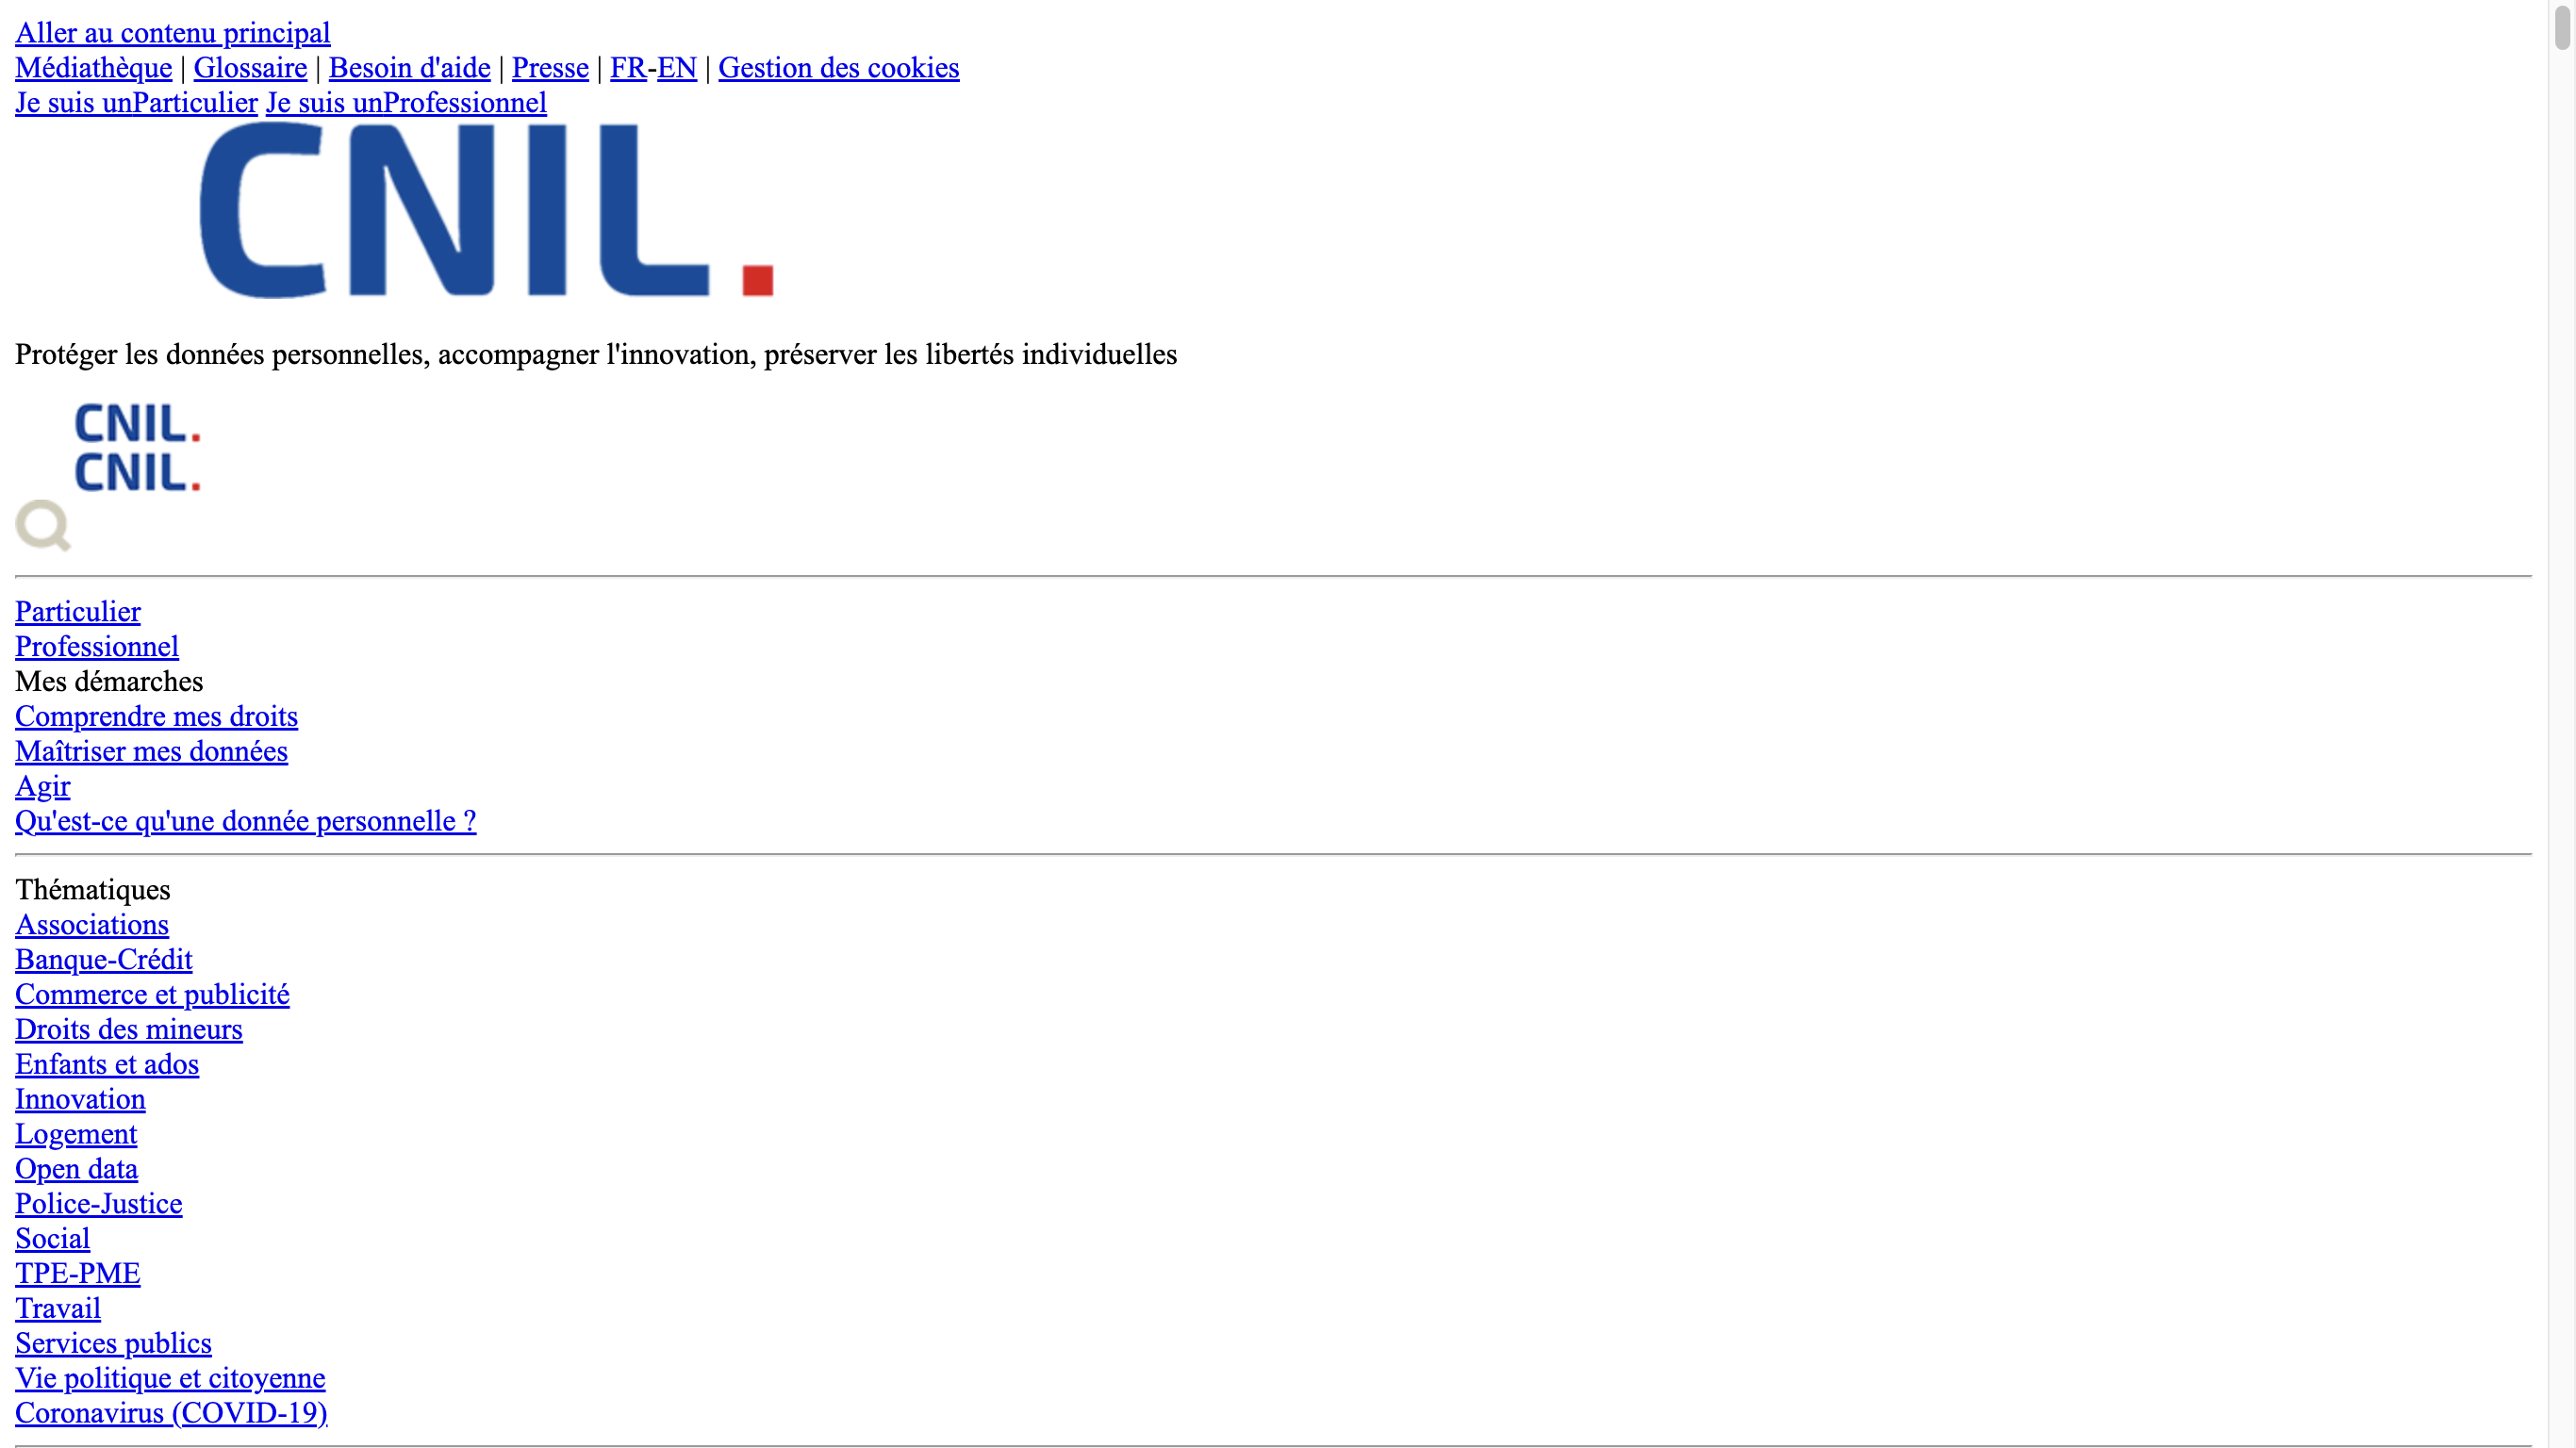 Aller au contenu principal
Médiathèque | Glossaire | Besoin d'aide | Presse | FR-EN | Gestion des cookies
Je suis unParticulier Je suis unProfessionnel
CNIL.
Protéger les données personnelles, accompagner l'innovation, préserver les libertés individuelles
CNIL.
CNIL.
Particulier
Professionnel
Mes démarches
Comprendre mes droits
Maîtriser mes données
Agir
Qu'est-ce qu'une donnée personnelle ?
Thématiques
Associations
Banque-Crédit
Commerce et publicité
Droits des mineurs
Enfants et ados
Innovation
Logement
Open data
Police-Justice
Social
TPE-PME
Travail
Services publics
Vie politique et citoyenne
Coronavirus (COVID-19)